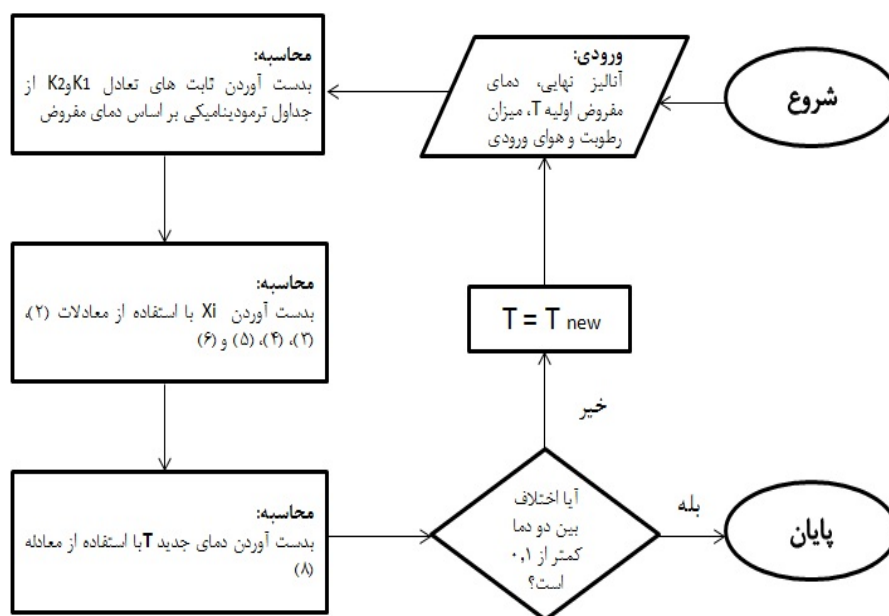 شروع
ورودی:
آنالیز نهایی، دمای
مفروض اولیه T، میزان
رطوبت و هوای ورودی
محاسبه:
بدست آوردن ثابت های تعادل K1وK2 از
جداول ترمودینامیکی بر اساس دمای مفروض
محاسبه:
بدست آوردن Xi با استفاده از معادلات (۲)،
(۳)، (۴)، (۵) و (۶)
محاسبه:
بدست آوردن دمای جدید Tبا استفاده از معادله
(۸)
آیا اختلاف
بین دو دما
کمتر از ۰,۱
است؟
خیر
T = T new
بله
پایان